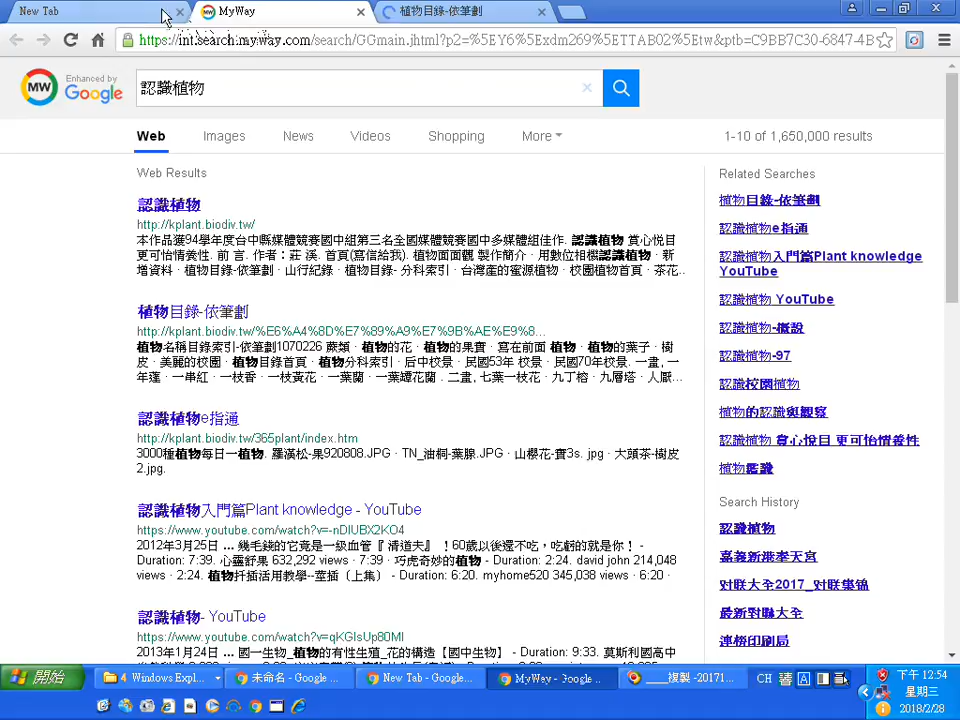 New Tab
MyWay
植物目錄-依筆劃
https://int.search.myway.com/search/GGmain.jhtml?p2=%5EY6%5Exdm269%5ETTAB02%5Etw&ptb=C9BB7C30-6847-4B
MW
Enhanced by
Google
認識植物
Web
Images
News
Videos
Shopping
More
1-10 of 1,650,000 results
Web Results
認識植物
http://kplant.biodiv.tw/
本作品獲94學年度台中縣媒體競賽國中組第三名全國媒體競賽國中多媒體組佳作. 認識植物 賞心悅目
更可怡情養性. 前 言. 作者：莊 溪. 首頁(寫信給我). 植物面面觀 製作簡介 · 用數位相機認識植物 · 新
增資料 · 植物目錄-依筆劃 · 山行紀錄 · 植物目錄- 分科索引 · 台灣產的蜜源植物 · 校園植物首頁 · 茶花..
植物目錄-依筆劃
http://kplant.biodiv.tw/%E6%A4%8D%E7%89%A9%E7%9B%AE%E9%8...
植物名稱目錄索引-依筆劃1070226 蕨類 · 植物的花 · 植物的果實 · 寫在前面 植物 · 植物的葉子 · 樹
皮 · 美麗的校園 · 植物目錄首頁 · 植物分科索引 · 后中校景 · 民國53年 校景 · 民國70年校景. 一畫, 一
年蓬 · 一串紅 · 一枝香 · 一枝黃花 · 一葉蘭 · 一葉罈花蘭 . 二畫, 七葉一枝花 · 九丁榕 · 九層塔 · 人厭...
認識植物e指通
http://kplant.biodiv.tw/365plant/index.htm
3000種植物每日一植物. 羅漢松-果920808.JPG · TN_油桐-葉腺.JPG · 山櫻花-實3s. jpg · 大頭茶-樹皮
2.jpg.
認識植物入門篇Plant knowledge - YouTube
https://www.youtube.com/watch?v=-nDIUBX2KO4
2012年3月25日 ... 幾毛錢的它竟是一級血管『 清道夫』 ！60歲以後還不吃，吃虧的就是你！ -
Duration: 7:39. 心靈舒果 632,292 views · 7:39 · 巧虎奇妙的植物 - Duration: 2:24. david john 214,048
views · 2:24. 植物扦插活用教學--莖插〔上集〕 - Duration: 6:20. myhome520 345,038 views · 6:20 ·
認識植物- YouTube
https://www.youtube.com/watch?v=qKGIsUp80MI
2013年1月24日 ... 國一生物_植物的有性生殖_花的構造【國中生物】 - Duration: 9:33. 莫斯利國高中
Related Searches
植物目錄-依筆劃
認識植物e指通
認識植物入門篇Plant knowledge
YouTube
認識植物 YouTube
認識植物-概說
認識植物-97
認識校園植物
植物的認識與觀察
認識植物 賞心悅目 更可怡情養性
植物認識
Search History
認識植物
嘉義新港奉天宮
对联大全2017_对联集锦
最新對聯大全
連榜印刷局
開始
4 Windows Expl...
未命名 - Google ...
New Tab - Google...
MyWay - Google ...
____複製 -20171...
CH
下午 12:54
星期三
2018/2/28